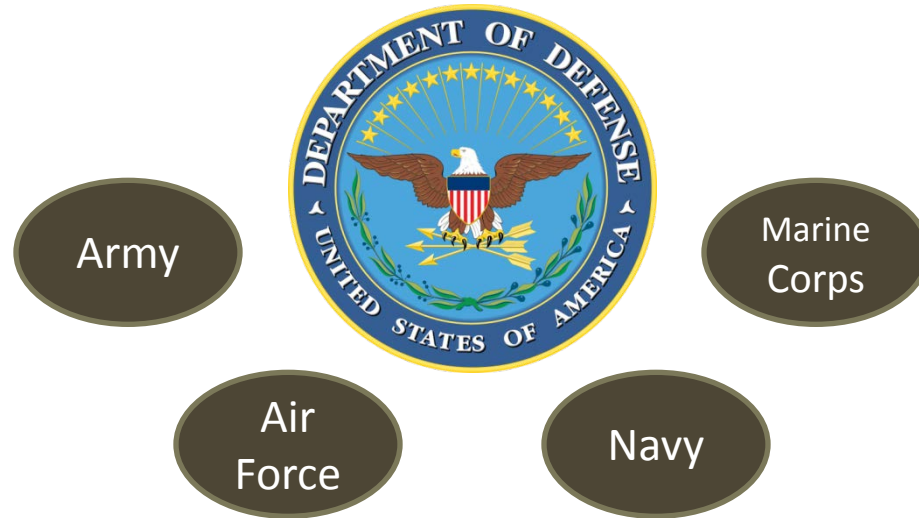 DEPARTMENT OF DEFENSE
UNITED STATES OF AMERICA
Army
Marine
Corps
Air
Force
Navy